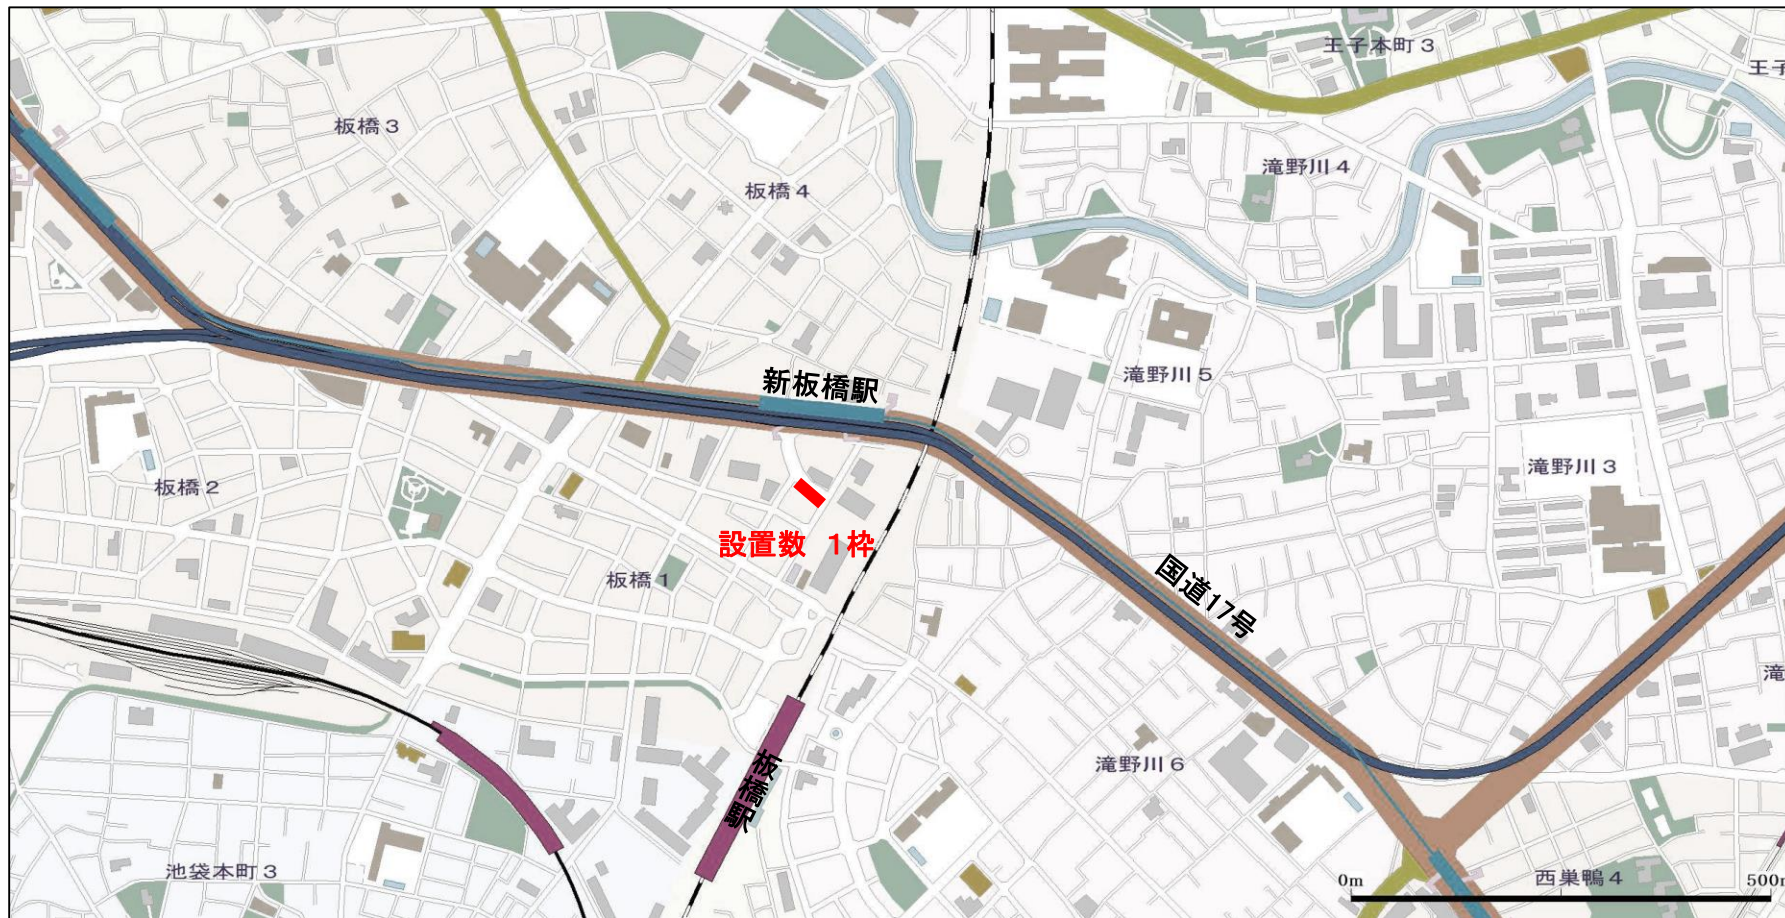 王子本町3
王子
板橋3
滝野川4
板橋4
滝野川5
新板橋駅
滝野川3
板橋2
設置数 1枠
板橋1
国道17号
滝
滝野川6
板橋駅
池袋本町3
西巣鴨4
0m
500m